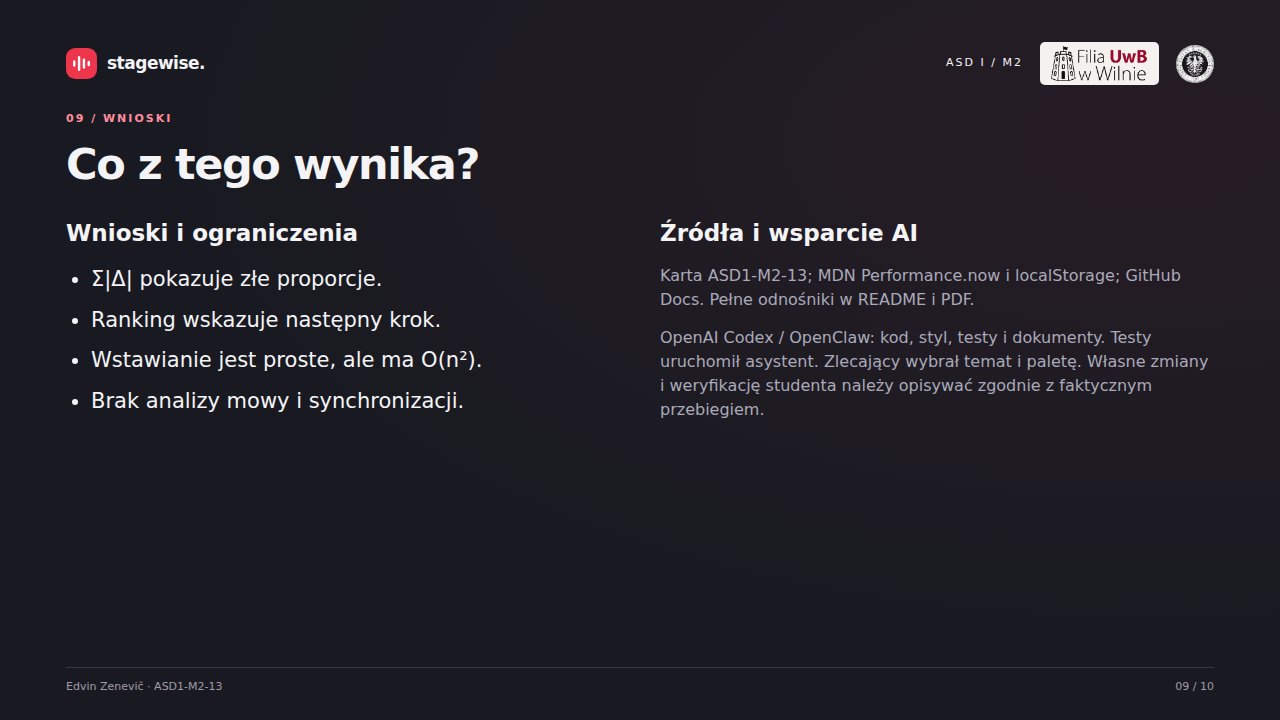 stagewise.
ASD I / M2
Filia UwB
w Wilnie
09 / WNIOSKI
Co z tego wynika?
Wnioski i ograniczenia
• Σ|Δ| pokazuje złe proporcje.
• Ranking wskazuje następny krok.
• Wstawianie jest proste, ale ma O(n²).
• Brak analizy mowy i synchronizacji.
Źródła i wsparcie AI
Karta ASD1-M2-13; MDN Performance.now i localStorage; GitHub
Docs. Pełne odnośniki w README i PDF.
OpenAI Codex / OpenClaw: kod, styl, testy i dokumenty. Testy
uruchomił asystent. Zlecający wybrał temat i paletę. Własne zmiany
i weryfikację studenta należy opisywać zgodnie z faktycznym
przebiegiem.
Edvin Zenevič · ASD1-M2-13
09 / 10